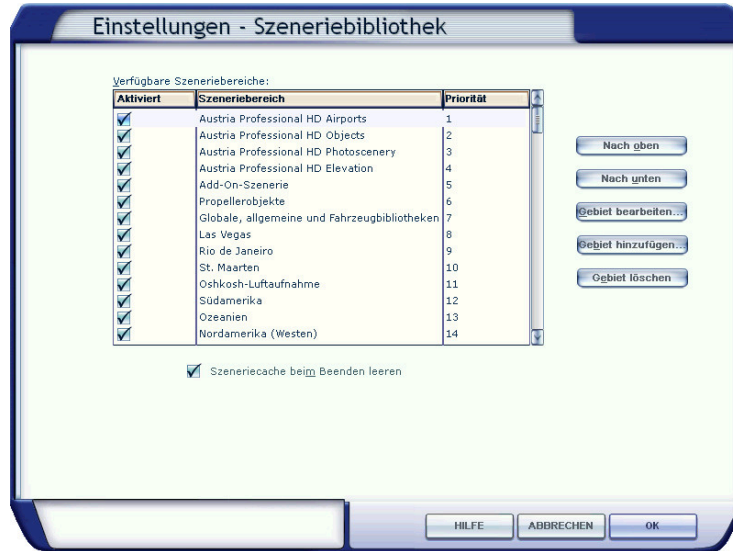 Einstellungen - Szeneriebibliothek
Verfügbare Szeneriebereiche:
Aktiviert Szeneriebereich Priorität
Austria Professional HD Airports 1
Austria Professional HD Objects 2
Austria Professional HD Photoscenery 3
Austria Professional HD Elevation 4
Add-On-Szenerie 5
Propellerobjekte 6
Globale, allgemeine und Fahrzeugbibliotheken 7
Las Vegas 8
Rio de Janeiro 9
St. Maarten 10
Oshkosh-Luftaufnahme 11
Südamerika 12
Ozeanien 13
Nordamerika (Westen) 14
Nach oben
Nach unten
Gebiet bearbeiten...
Gebiet hinzufügen...
Gebiet löschen
Szeneriecache beim Beenden leeren
HILFE ABBRECHEN OK